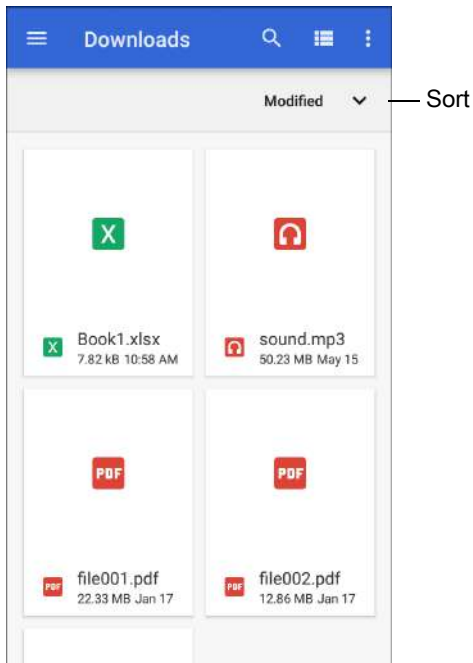 Downloads
Modified
Sort
X
Book1.xlsx
7.82 kB 10:58 AM
sound.mp3
50.23 MB May 15
PDF
PDF
PDF
file001.pdf
22.33 MB Jan 17
PDF
file002.pdf
12.86 MB Jan 17